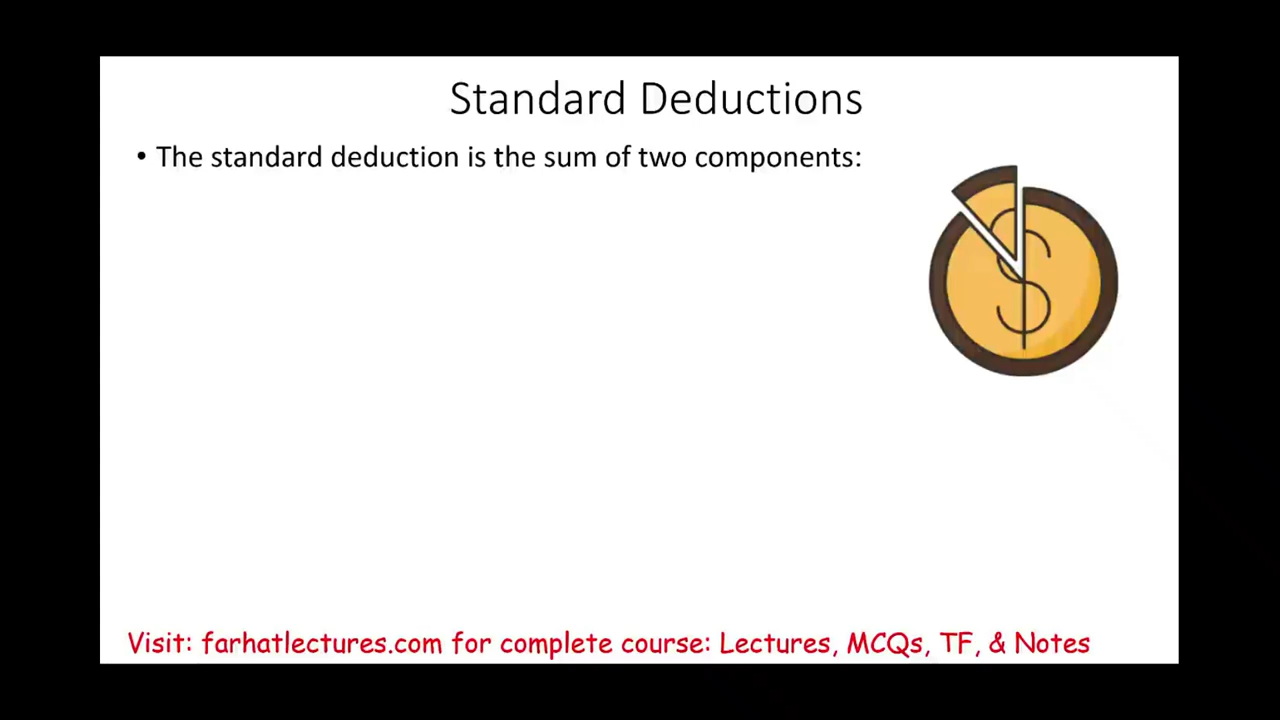 Standard Deductions
• The standard deduction is the sum of two components:
$
Visit: farhatlectures.com for complete course: Lectures, MCQs, TF, & Notes